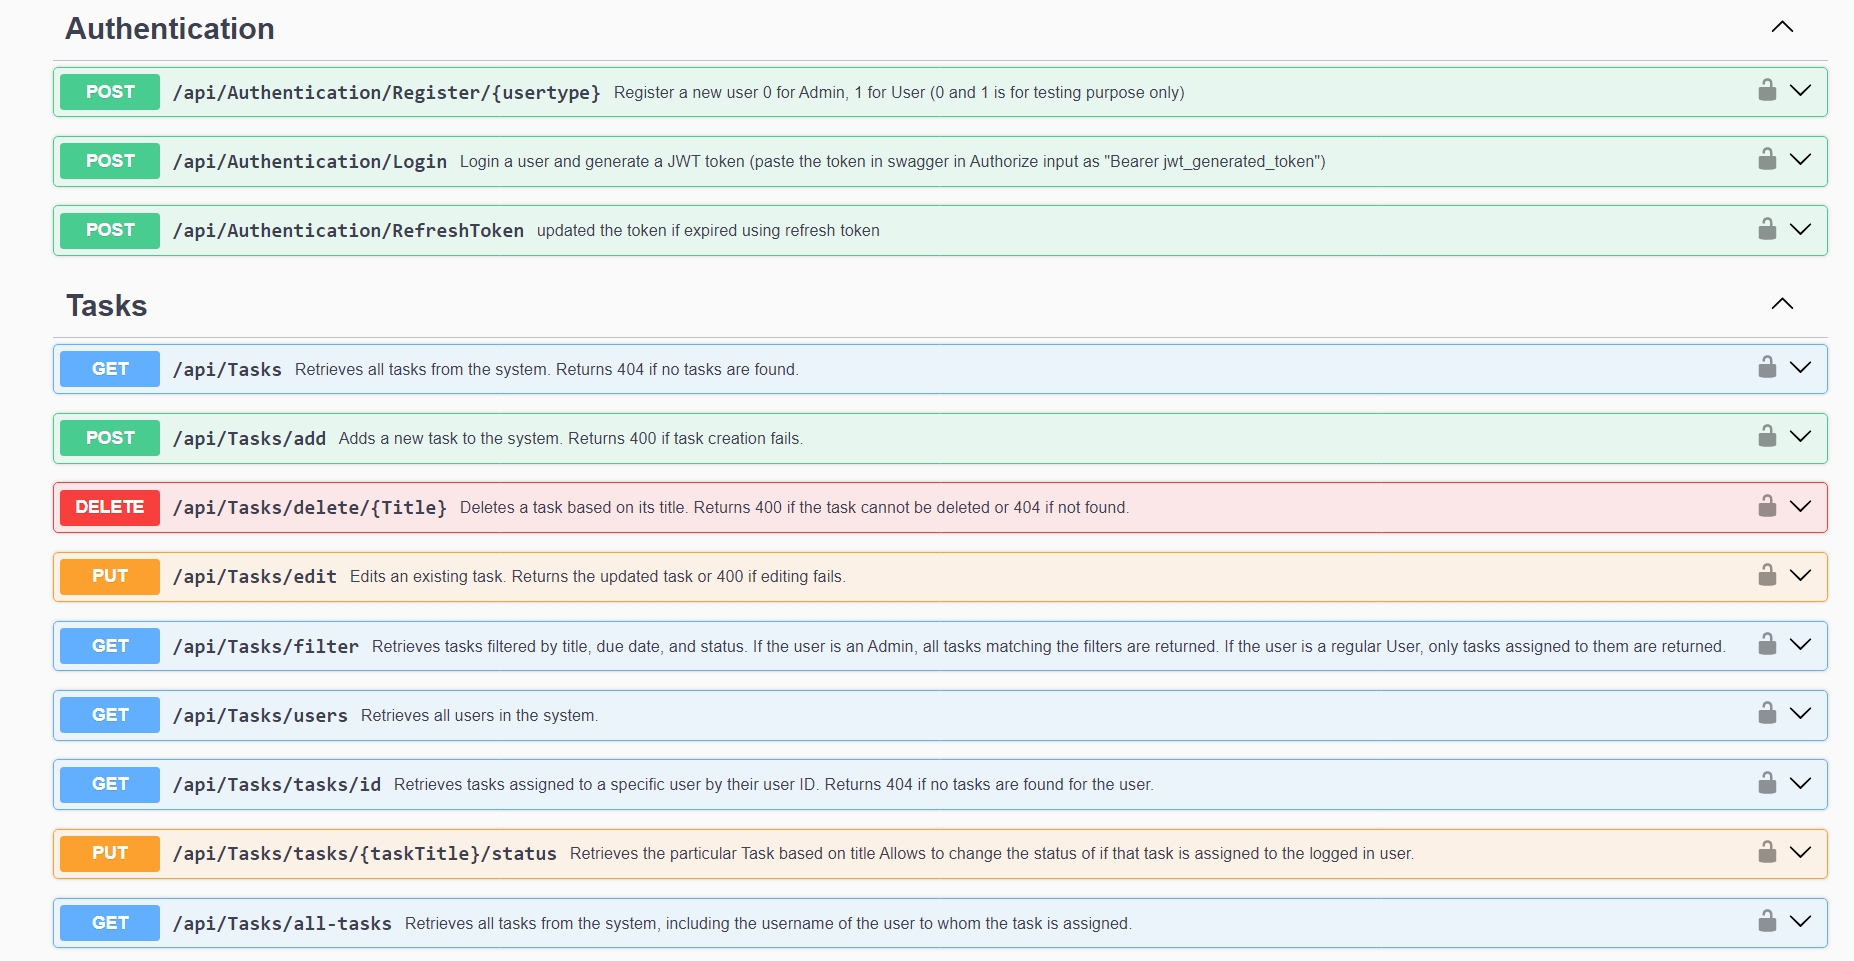 Authentication
POST /api/Authentication/Register/{usertype} Register a new user 0 for Admin, 1 for User (0 and 1 is for testing purpose only)
POST /api/Authentication/Login Login a user and generate a JWT token (paste the token in swagger in Authorize input as "Bearer jwt_generated_token")
POST /api/Authentication/RefreshToken updated the token if expired using refresh token
Tasks
GET /api/Tasks Retrieves all tasks from the system. Returns 404 if no tasks are found.
POST /api/Tasks/add Adds a new task to the system. Returns 400 if task creation fails.
DELETE /api/Tasks/delete/{Title} Deletes a task based on its title. Returns 400 if the task cannot be deleted or 404 if not found.
PUT /api/Tasks/edit Edits an existing task. Returns the updated task or 400 if editing fails.
GET /api/Tasks/filter Retrieves tasks filtered by title, due date, and status. If the user is an Admin, all tasks matching the filters are returned. If the user is a regular User, only tasks assigned to them are returned.
GET /api/Tasks/users Retrieves all users in the system.
GET /api/Tasks/tasks/id Retrieves tasks assigned to a specific user by their user ID. Returns 404 if no tasks are found for the user.
PUT /api/Tasks/tasks/{taskTitle}/status Retrieves the particular Task based on title Allows to change the status of if that task is assigned to the logged in user.
GET /api/Tasks/all-tasks Retrieves all tasks from the system, including the username of the user to whom the task is assigned.